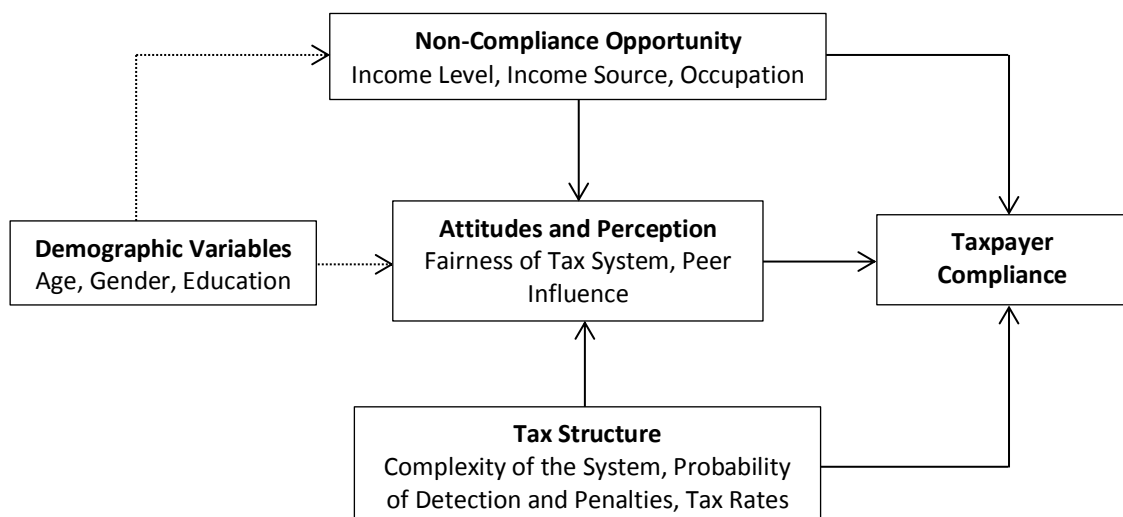 Non-Compliance Opportunity
Income Level, Income Source, Occupation
Demographic Variables
Age, Gender, Education
Attitudes and Perception
Fairness of Tax System, Peer
Influence
Taxpayer
Compliance
Tax Structure
Complexity of the System, Probability
of Detection and Penalties, Tax Rates